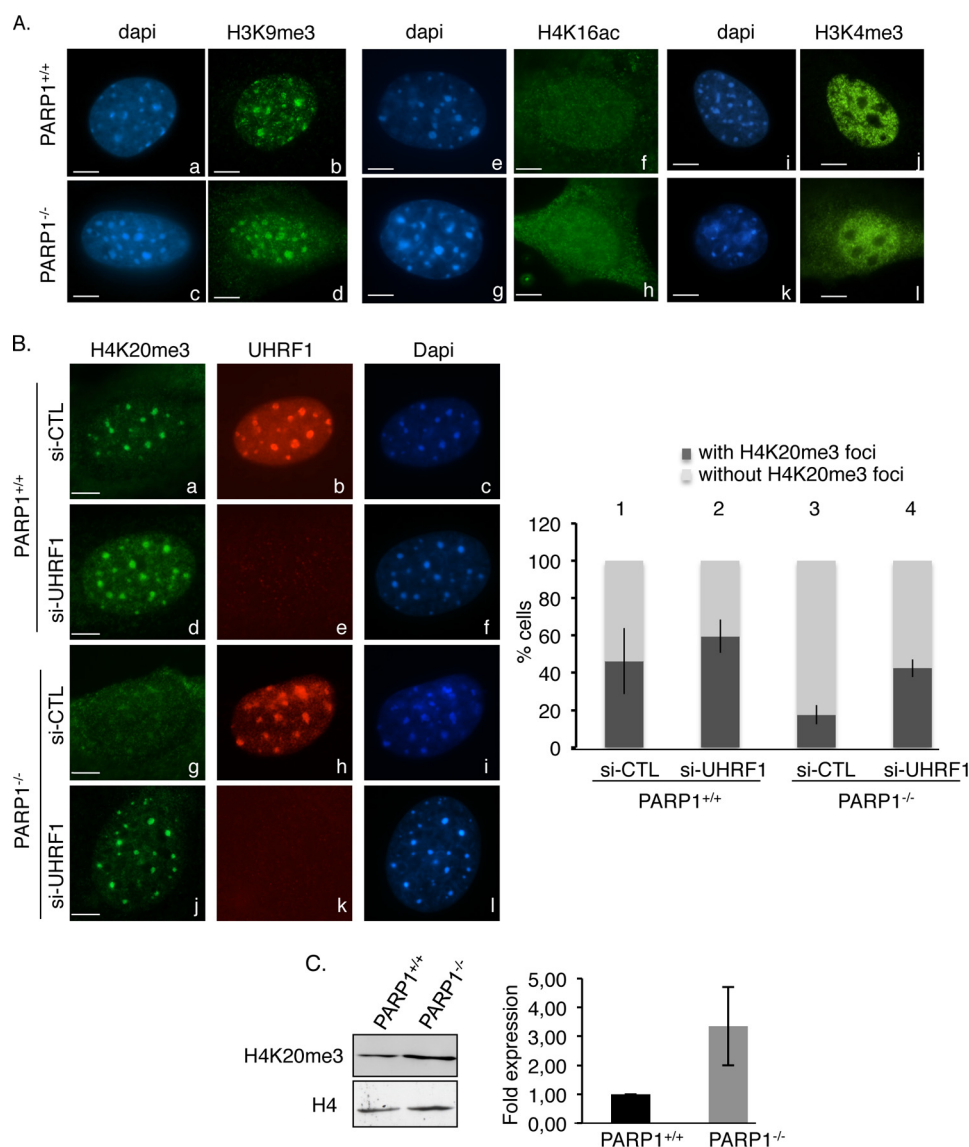 A.
dapi H3K9me3 dapi H4K16ac dapi H3K4me3
PARP1+/+
a b e f i j
PARP1-/-
c d g h k l
B.
H4K20me3 UHRF1 Dapi
PARP1+/+
si-CTL
a b c
si-UHRF1
d e f
PARP1-/-
si-CTL
g h i
si-UHRF1
j k l
with H4K20me3 foci
without H4K20me3 foci
1 2 3 4
120
100
80
60
40
20
0
% cells
si-CTL si-UHRF1 si-CTL si-UHRF1
PARP1+/+ PARP1-/-
C.
PARP1+/+ PARP1-/-
H4K20me3
H4
Fold expression
5,00
4,00
3,00
2,00
1,00
0,00
PARP1+/+ PARP1-/-